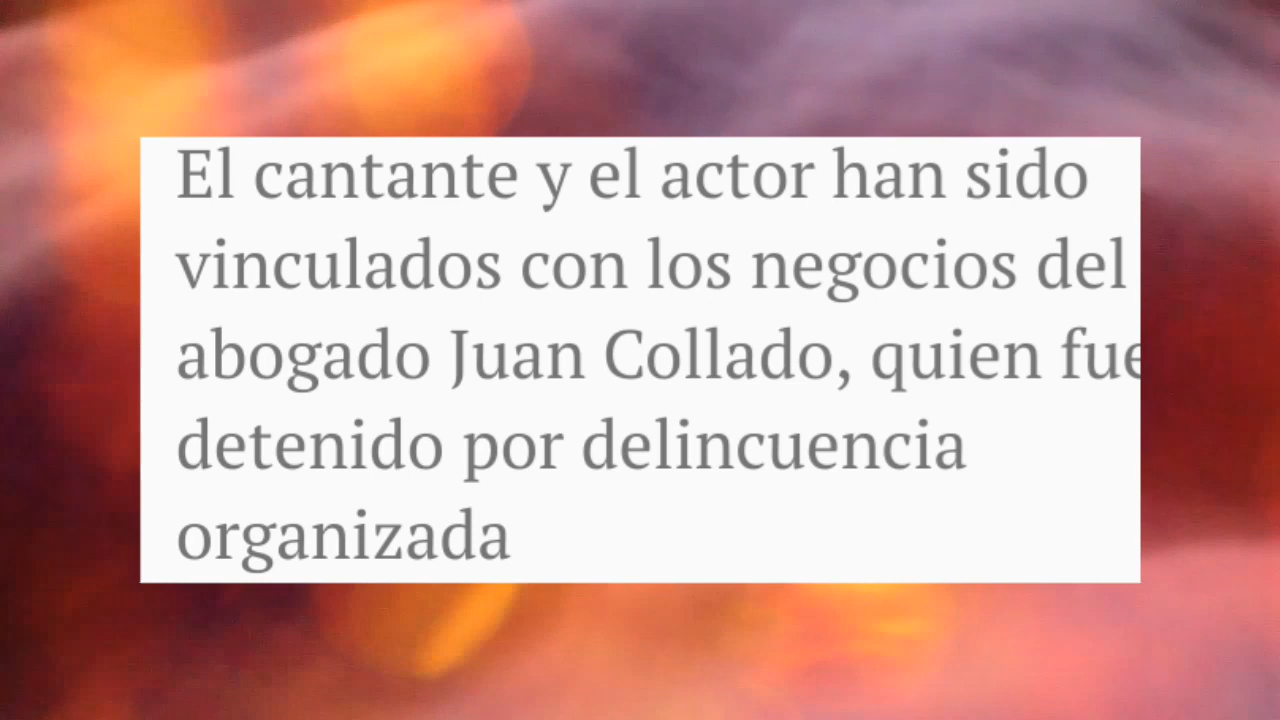 El cantante y el actor han sido
vinculados con los negocios del
abogado Juan Collado, quien fue
detenido por delincuencia
organizada